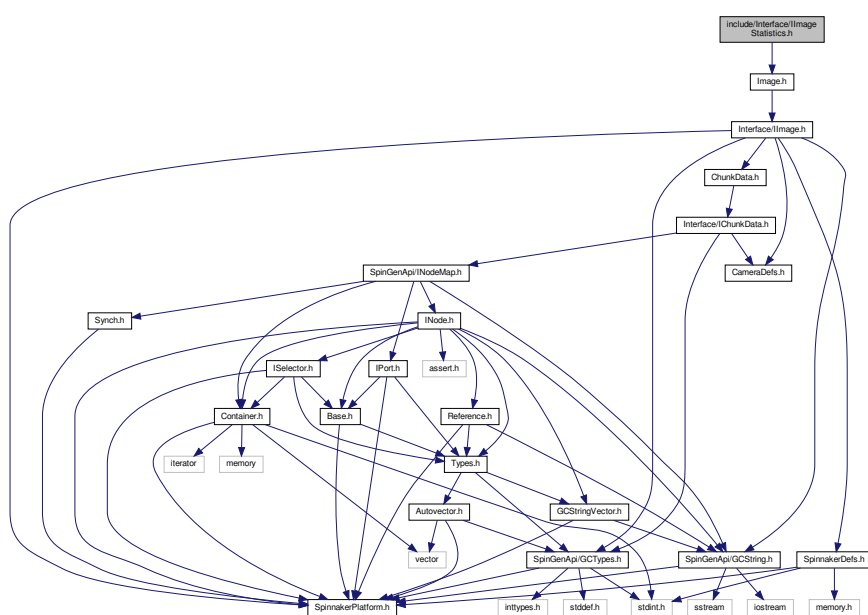 include/Interface/IImage
Statistics.h
Image.h
Interface/IImage.h
ChunkData.h
Interface/IChunkData.h
SpinGenApi/INodeMap.h
CameraDefs.h
Synch.h
INode.h
ISelector.h
IPort.h
assert.h
Container.h
Base.h
Reference.h
iterator
memory
Types.h
Autovector.h
GCStringVector.h
vector
SpinGenApi/GCTypes.h
SpinGenApi/GCString.h
SpinnakerDefs.h
SpinnakerPlatform.h
inttypes.h
stddef.h
stdint.h
sstream
iostream
memory.h